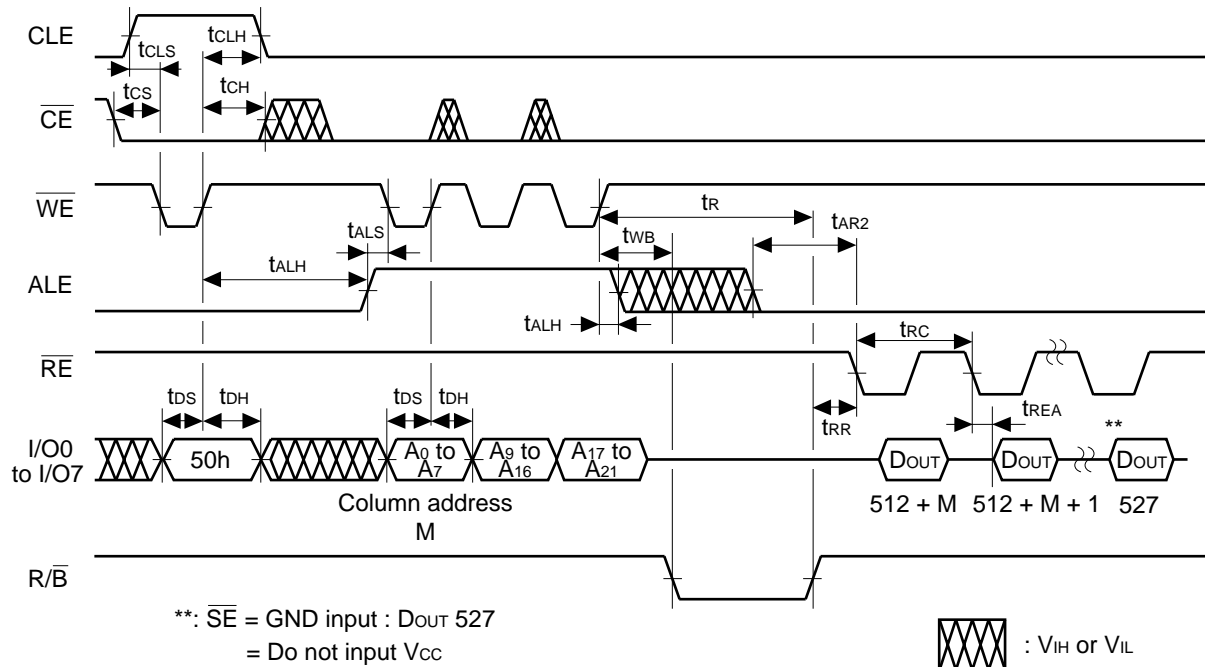 CLE
tCLS
tCLH
tCS
tCH
CE
WE
tR
tALS
tWB
tAR2
tALH
ALE
tALH
tRC
RE
tDS
tDH
tDS
tDH
tRR
tREA
**
I/O0
to I/O7
50h
A0 to
A7
A9 to
A16
A17 to
A21
DOUT
DOUT
DOUT
Column address
M
512 + M
512 + M + 1
527
R/B
**: SE = GND input : DOUT 527
= Do not input VCC
: VIH or VIL